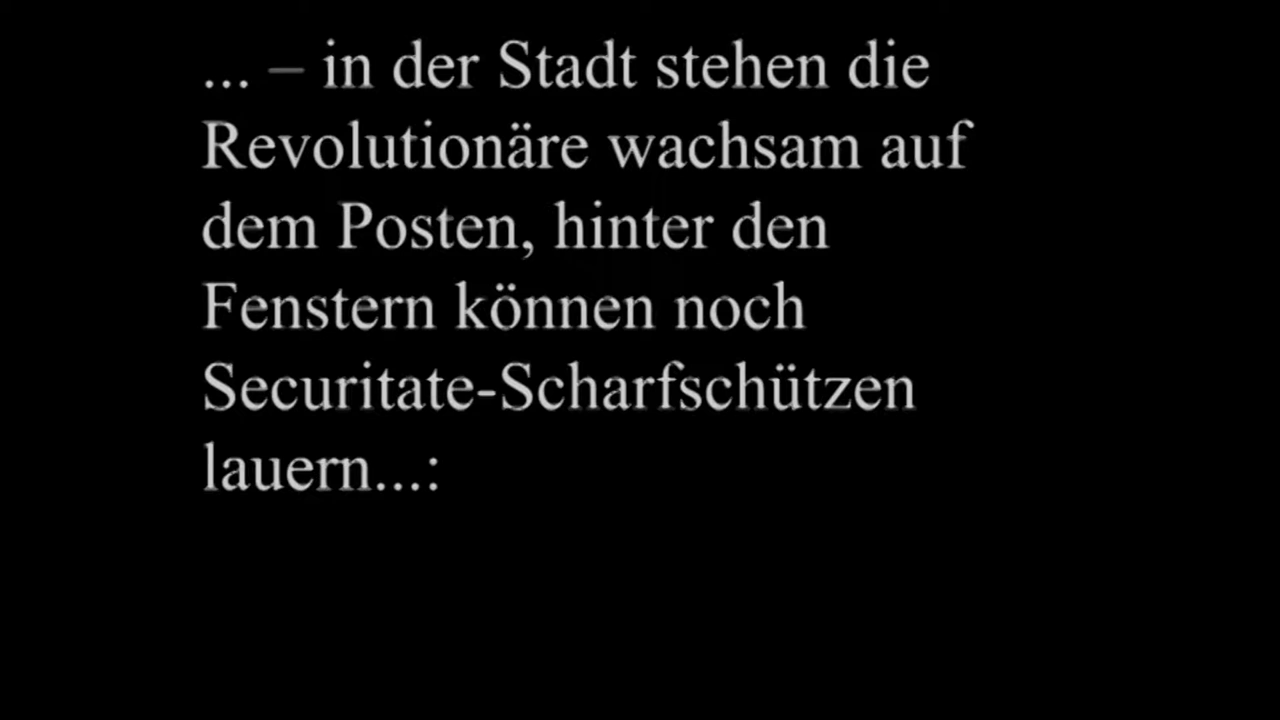 ... – in der Stadt stehen die
Revolutionäre wachsam auf
dem Posten, hinter den
Fenstern können noch
Securitate-Scharfschützen
lauern...: